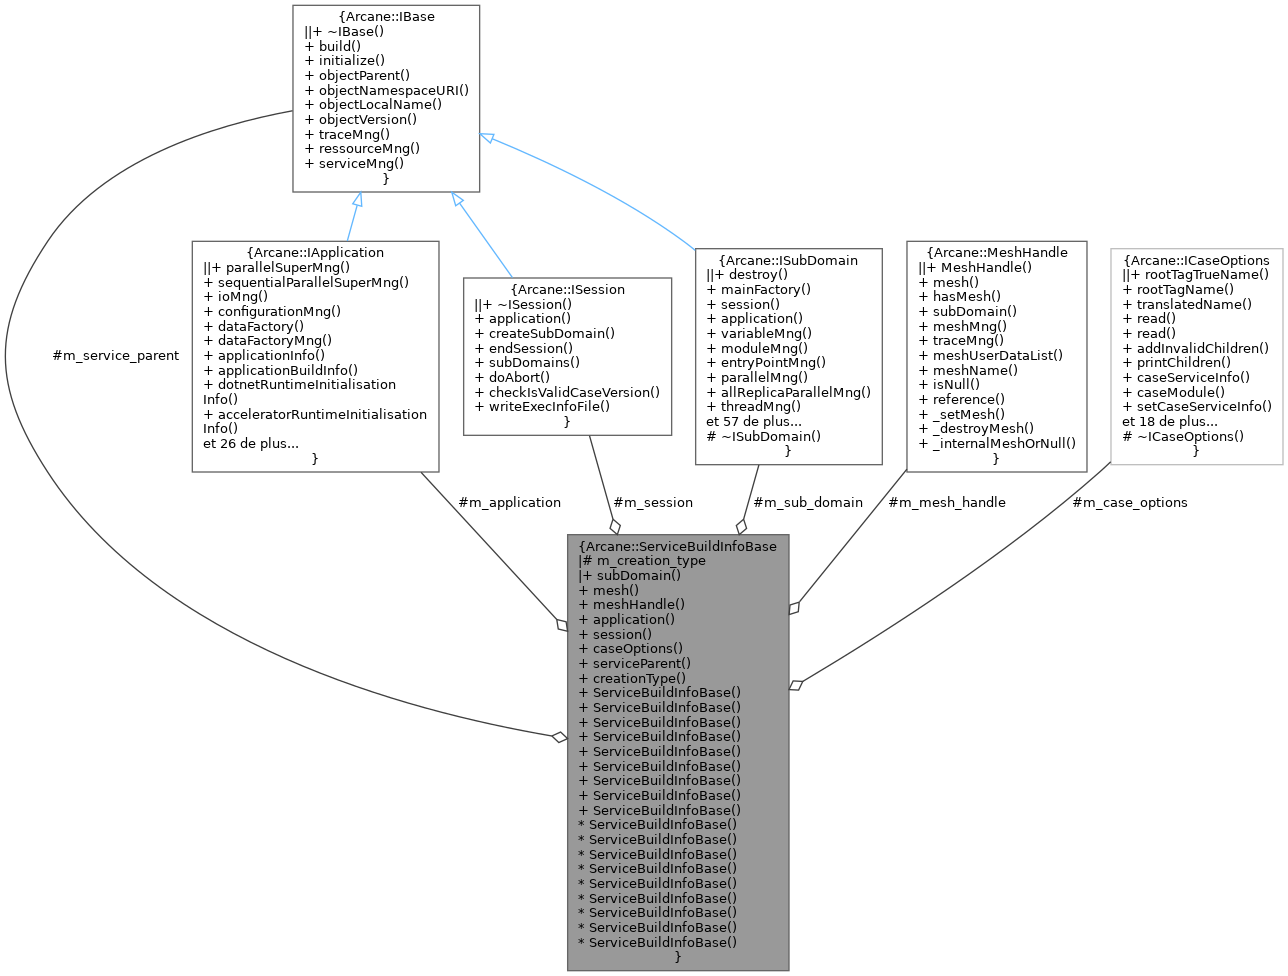 {Arcane::IBase
||+ ~IBase()
+ build()
+ initialize()
+ objectParent()
+ objectNamespaceURI()
+ objectLocalName()
+ objectVersion()
+ traceMng()
+ ressourceMng()
+ serviceMng()
}
{Arcane::IApplication
||+ parallelSuperMng()
+ sequentialParallelSuperMng()
+ ioMng()
+ configurationMng()
+ dataFactory()
+ dataFactoryMng()
+ applicationInfo()
+ applicationBuildInfo()
+ dotnetRuntimeInitialisation
Info()
+ acceleratorRuntimeInitialisation
Info()
et 26 de plus...
}
{Arcane::ISession
||+ ~ISession()
+ application()
+ createSubDomain()
+ endSession()
+ subDomains()
+ doAbort()
+ checkIsValidCaseVersion()
+ writeExecInfoFile()
}
{Arcane::ISubDomain
||+ destroy()
+ mainFactory()
+ session()
+ application()
+ variableMng()
+ moduleMng()
+ entryPointMng()
+ parallelMng()
+ allReplicaParallelMng()
+ threadMng()
et 57 de plus...
# ~ISubDomain()
}
{Arcane::MeshHandle
||+ MeshHandle()
+ mesh()
+ hasMesh()
+ subDomain()
+ meshMng()
+ traceMng()
+ meshUserDataList()
+ meshName()
+ isNull()
+ reference()
+ _setMesh()
+ _destroyMesh()
+ _internalMeshOrNull()
}
{Arcane::ICaseOptions
||+ rootTagTrueName()
+ rootTagName()
+ translatedName()
+ read()
+ read()
+ addInvalidChildren()
+ printChildren()
+ caseServiceInfo()
+ caseModule()
+ setCaseServiceInfo()
et 18 de plus...
# ~ICaseOptions()
}
#m_service_parent
#m_application
#m_session
#m_sub_domain
#m_mesh_handle
#m_case_options
{Arcane::ServiceBuildInfoBase
|# m_creation_type
|+ subDomain()
+ mesh()
+ meshHandle()
+ application()
+ session()
+ caseOptions()
+ serviceParent()
+ creationType()
+ ServiceBuildInfoBase()
+ ServiceBuildInfoBase()
+ ServiceBuildInfoBase()
+ ServiceBuildInfoBase()
+ ServiceBuildInfoBase()
+ ServiceBuildInfoBase()
+ ServiceBuildInfoBase()
+ ServiceBuildInfoBase()
+ ServiceBuildInfoBase()
* ServiceBuildInfoBase()
* ServiceBuildInfoBase()
* ServiceBuildInfoBase()
* ServiceBuildInfoBase()
* ServiceBuildInfoBase()
* ServiceBuildInfoBase()
* ServiceBuildInfoBase()
* ServiceBuildInfoBase()
* ServiceBuildInfoBase()
}